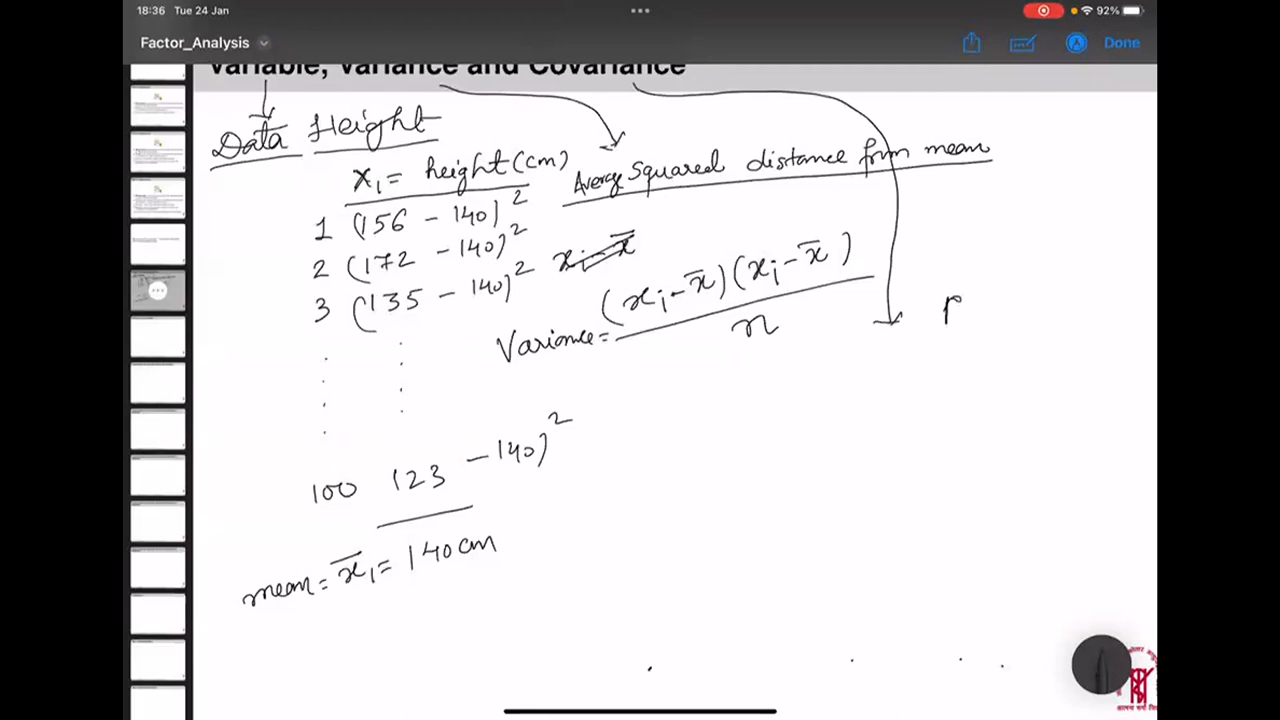 18:36 Tue 24 Jan
92%
Factor_Analysis
Done
Variable, Variance and Covariance
Data Height
x₁ = height (cm)
Average Squared distance from mean
1 (156 - 140)²
2 (172 - 140)²
3 (135 - 140)² xᵢ - x̄
Variance = (xᵢ - x̄)(xᵢ - x̄)
n
100 123 - 140)²
mean = x̄₁ = 140 cm